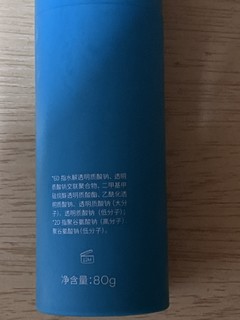 *5D 指水解透明质酸钠、透明
质酸钠交联聚合物、二甲基甲
硅烷醇透明质酸酯、乙酰化透
明质酸钠、透明质酸钠(大分
子)、透明质酸钠(低分子);
*2D 指聚谷氨酸钠(高分子)
聚谷氨酸钠(低分子)。
净含量:80g